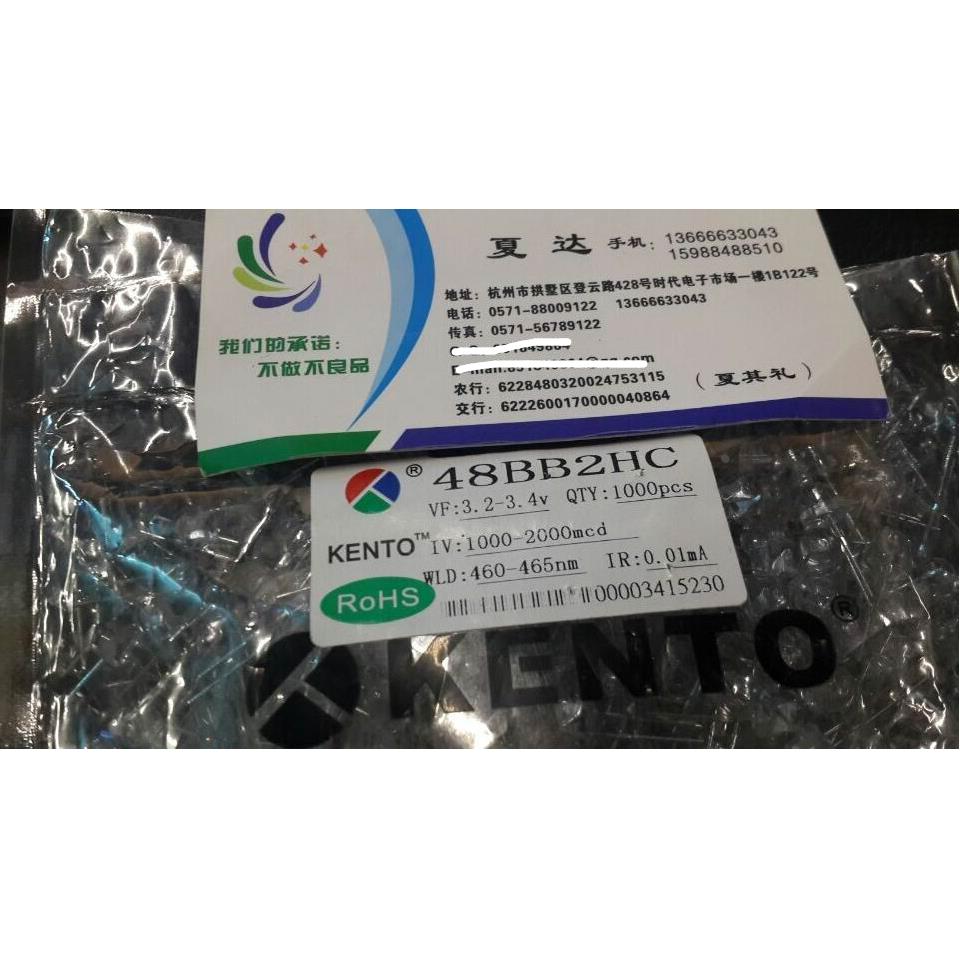 夏达 手机: 13666633043
15988488510
地址: 杭州市拱墅区登云路428号时代电子市场一楼1B122号
电话: 0571-88009122 13666633043
传真: 0571-56789122
农行: 6228480320024753115
交行: 6222600170000040864
(夏其礼)
我们的承诺:
不做不良品
® 48BB2HC
VF:3.2-3.4v QTY:1000pcs
KENTO™ IV:1000-2000mcd
WLD:460-465nm IR:0.01mA
RoHS 00003415230
KENTO®